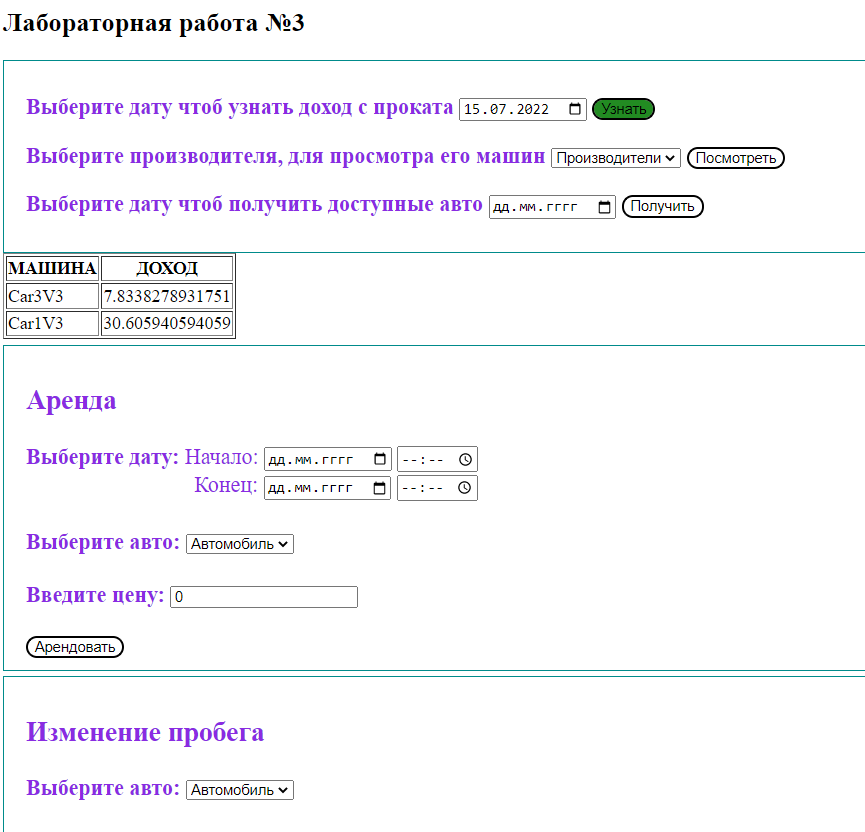 Лабораторная работа №3
Выберите дату чтоб узнать доход с проката 15.07.2022 Узнать
Выберите производителя, для просмотра его машин Производители Посмотреть
Выберите дату чтоб получить доступные авто дд.мм.гггг Получить
МАШИНА ДОХОД
Car3V3 7.8338278931751
Car1V3 30.605940594059
Аренда
Выберите дату: Начало: дд.мм.гггг --:--
Конец: дд.мм.гггг --:--
Выберите авто: Автомобиль
Введите цену: 0
Арендовать
Изменение пробега
Выберите авто: Автомобиль